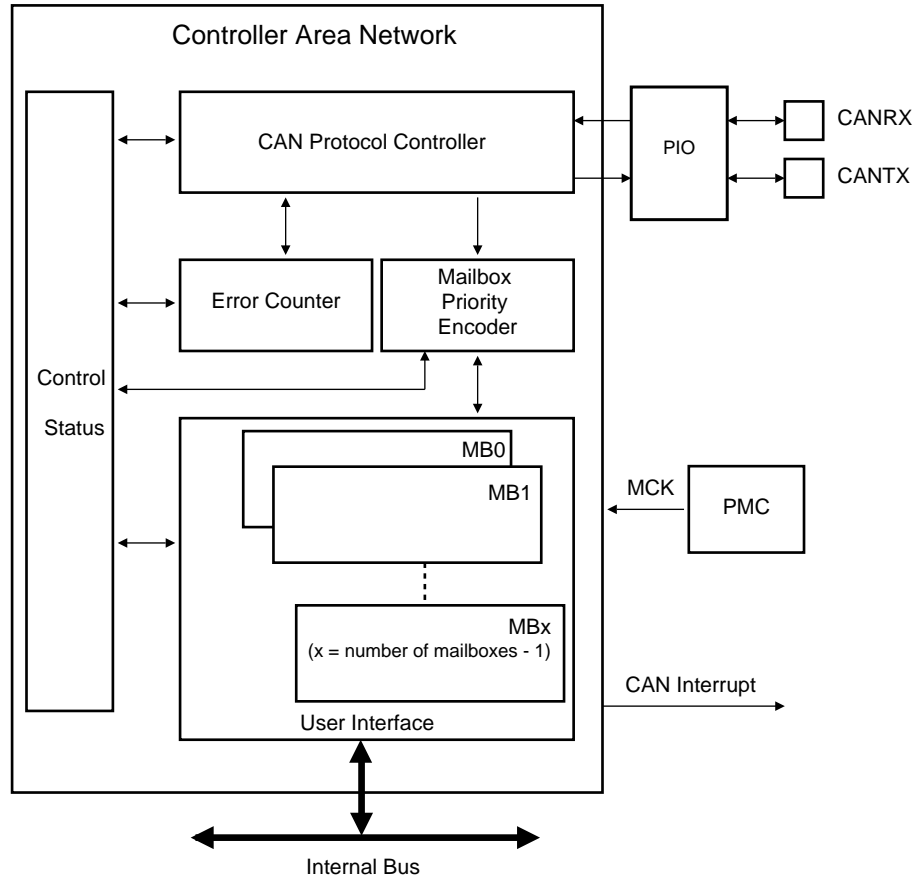 Controller Area Network
CAN Protocol Controller
PIO
CANRX
CANTX
Error Counter
Mailbox
Priority
Encoder
Control
Status
MB0
MB1
MCK
PMC
MBx
(x = number of mailboxes - 1)
CAN Interrupt
User Interface
Internal Bus